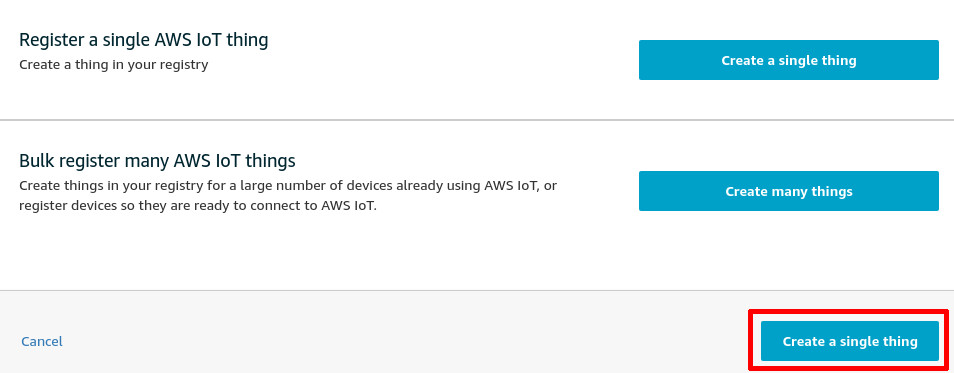 Register a single AWS IoT thing
Create a thing in your registry
Create a single thing
Bulk register many AWS IoT things
Create things in your registry for a large number of devices already using AWS IoT, or
register devices so they are ready to connect to AWS IoT.
Create many things
Cancel
Create a single thing